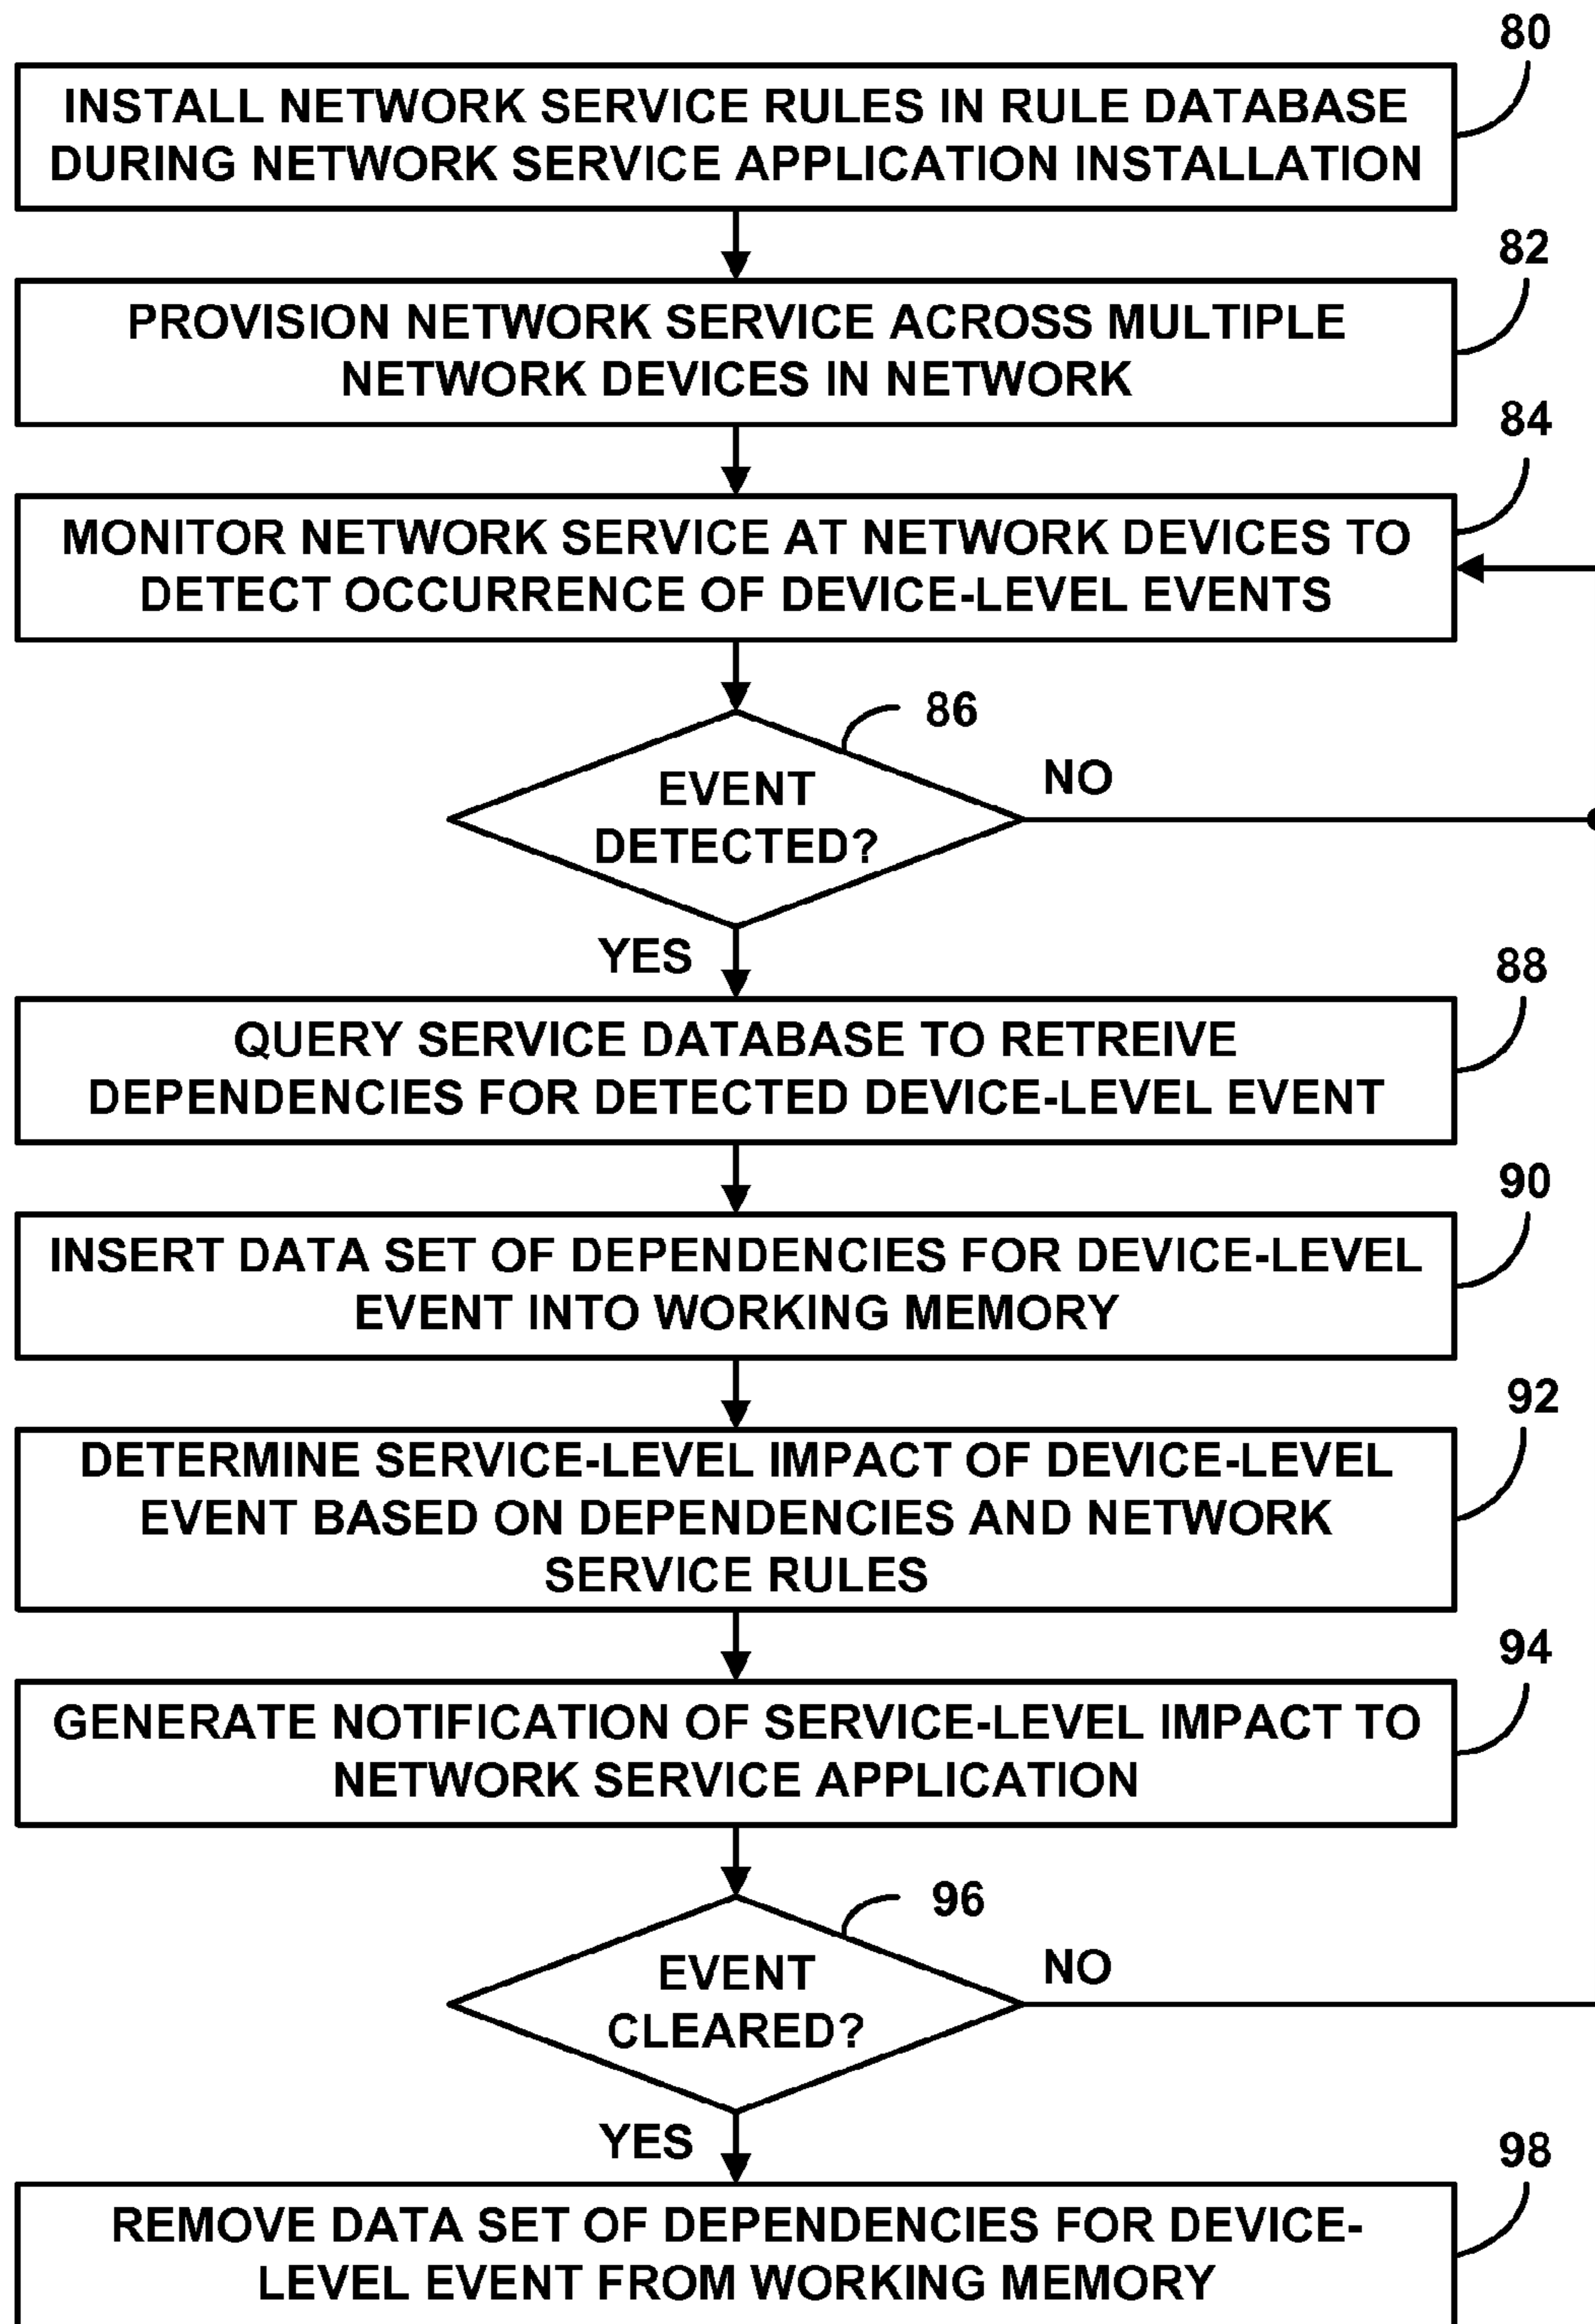 80
INSTALL NETWORK SERVICE RULES IN RULE DATABASE
DURING NETWORK SERVICE APPLICATION INSTALLATION
82
PROVISION NETWORK SERVICE ACROSS MULTIPLE
NETWORK DEVICES IN NETWORK
84
MONITOR NETWORK SERVICE AT NETWORK DEVICES TO
DETECT OCCURRENCE OF DEVICE-LEVEL EVENTS
86
EVENT
DETECTED?
NO
YES
88
QUERY SERVICE DATABASE TO RETREIVE
DEPENDENCIES FOR DETECTED DEVICE-LEVEL EVENT
90
INSERT DATA SET OF DEPENDENCIES FOR DEVICE-LEVEL
EVENT INTO WORKING MEMORY
92
DETERMINE SERVICE-LEVEL IMPACT OF DEVICE-LEVEL
EVENT BASED ON DEPENDENCIES AND NETWORK
SERVICE RULES
94
GENERATE NOTIFICATION OF SERVICE-LEVEL IMPACT TO
NETWORK SERVICE APPLICATION
96
EVENT
CLEARED?
NO
YES
98
REMOVE DATA SET OF DEPENDENCIES FOR DEVICE-
LEVEL EVENT FROM WORKING MEMORY